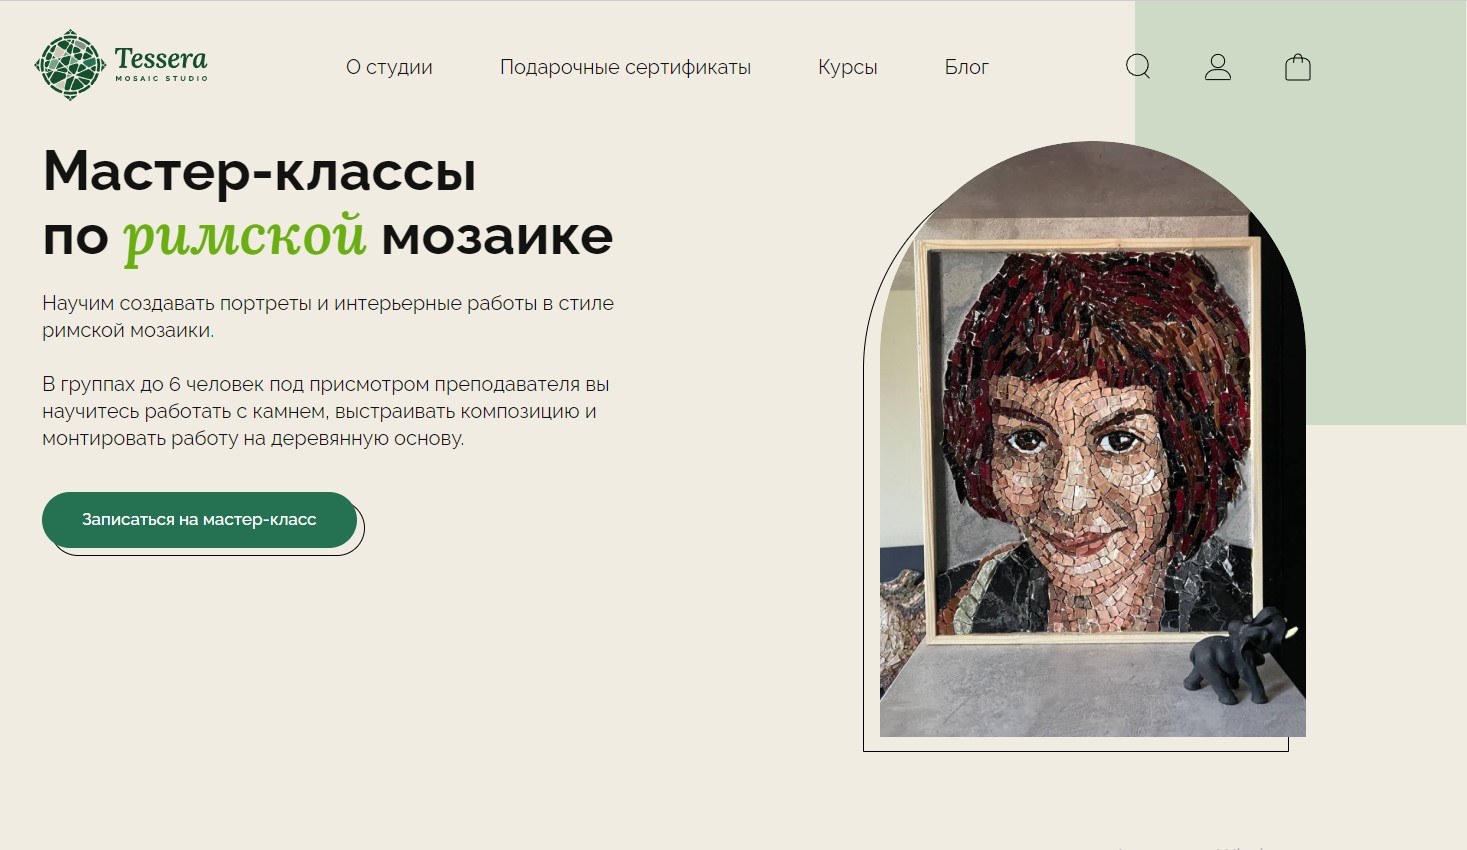 Tessera
MOSAIC STUDIO
О студии
Подарочные сертификаты
Курсы
Блог
Мастер-классы
по римской мозаике
Научим создавать портреты и интерьерные работы в стиле
римской мозаики.
В группах до 6 человек под присмотром преподавателя вы
научитесь работать с камнем, выстраивать композицию и
монтировать работу на деревянную основу.
Записаться на мастер-класс